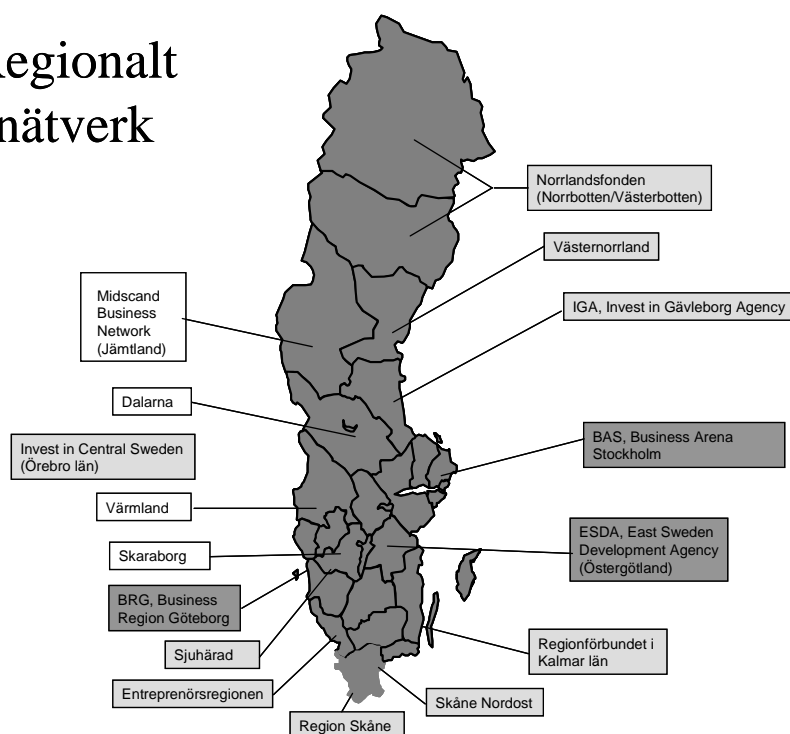 Regionalt
nätverk
Norrlandsfonden
(Norrbotten/Västerbotten)
Västernorrland
IGA, Invest in Gävleborg Agency
Midscand
Business
Network
(Jämtland)
Dalarna
BAS, Business Arena
Stockholm
Invest in Central Sweden
(Örebro län)
Värmland
ESDA, East Sweden
Development Agency
(Östergötland)
Skaraborg
BRG, Business
Region Göteborg
Sjuhärad
Regionförbundet i
Kalmar län
Entreprenörsregionen
Skåne Nordost
Region Skåne